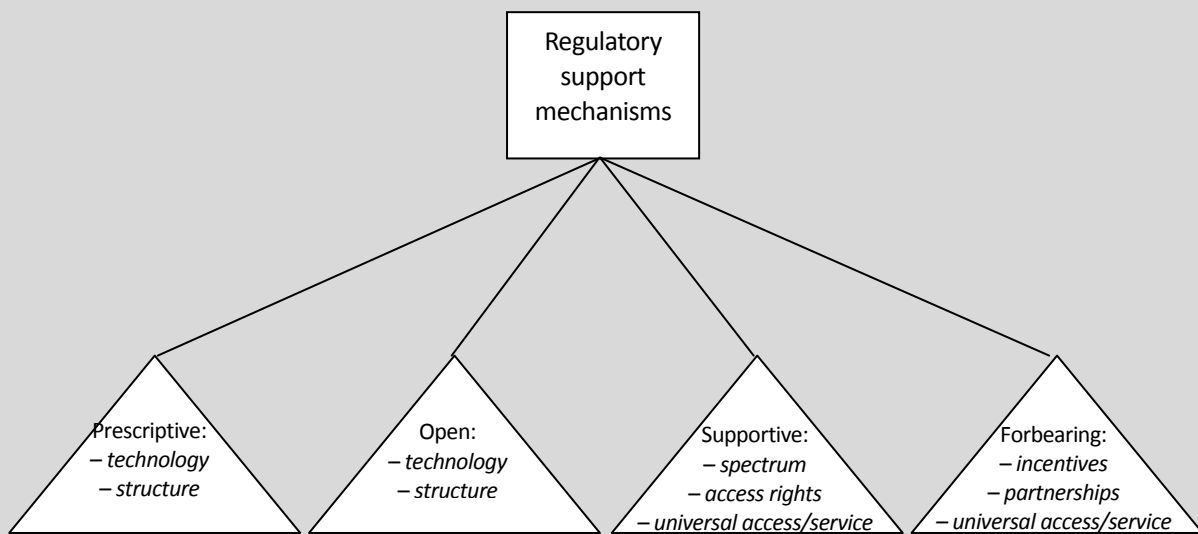 Regulatory
support
mechanisms
Prescriptive:
– technology
– structure
Open:
– technology
– structure
Supportive:
– spectrum
– access rights
– universal access/service
Forbearing:
– incentives
– partnerships
– universal access/service